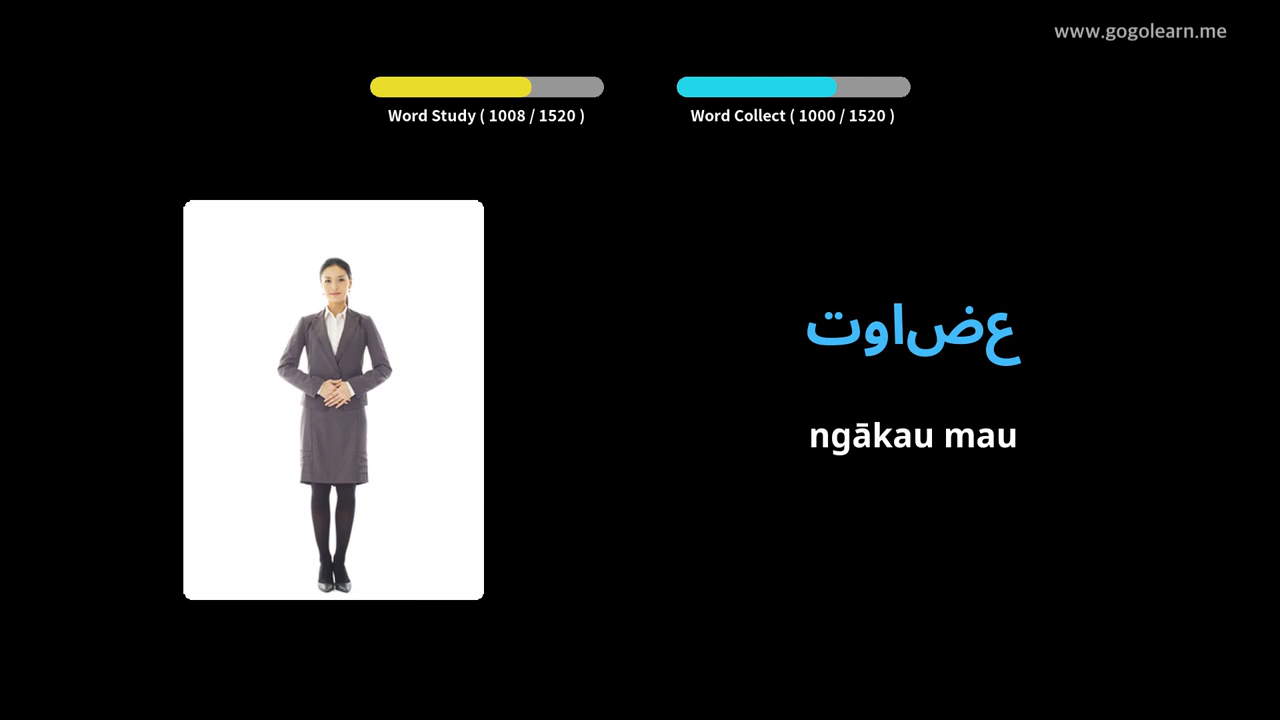 www.gogolearn.me
Word Study ( 1008 / 1520 )
Word Collect ( 1000 / 1520 )
عضاوت
ngākau mau